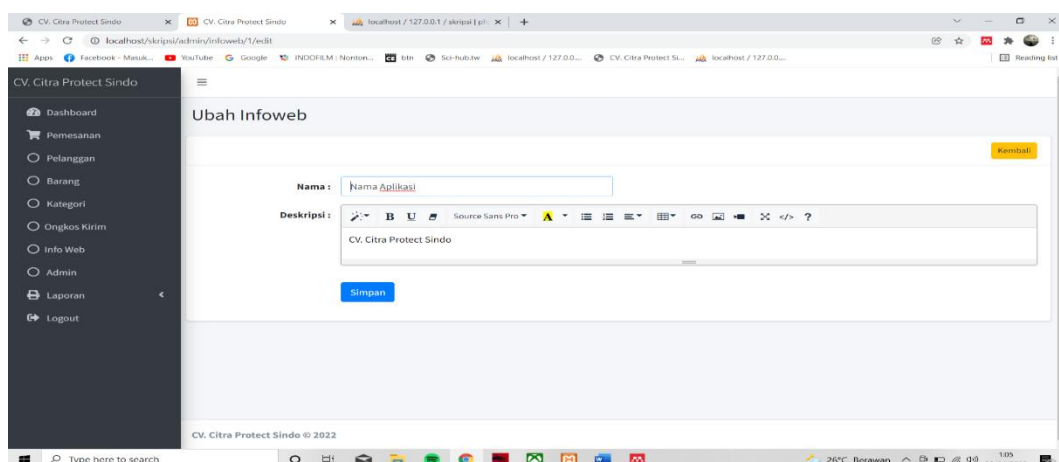 CV. Citra Protect Sindo
CV. Citra Protect Sindo
localhost / 127.0.0.1 / skripsi | ph
localhost/skripsi/admin/infoweb/1/edit
Apps Facebook - Masuk... YouTube Google INDOFILM | Nonton... btn Sci-hub.tw localhost / 127.0.0.... CV. Citra Protect Si... localhost / 127.0.0.... Reading list
CV. Citra Protect Sindo
Dashboard
Pemesanan
Pelanggan
Barang
Kategori
Ongkos Kirim
Info Web
Admin
Laporan
Logout
Ubah Infoweb
Kembali
Nama : Nama Aplikasi
Deskripsi : B U Source Sans Pro A </> ?
CV. Citra Protect Sindo
Simpan
CV. Citra Protect Sindo © 2022
Type here to search
26°C Berawan 1:05